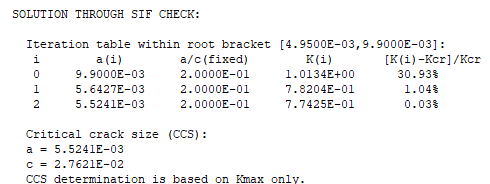 SOLUTION THROUGH SIF CHECK:
Iteration table within root bracket [4.9500E-03,9.9000E-03]:
i a(i) a/c(fixed) K(i) [K(i)-Kcr]/Kcr
0 9.9000E-03 2.0000E-01 1.0134E+00 30.93%
1 5.6427E-03 2.0000E-01 7.8204E-01 1.04%
2 5.5241E-03 2.0000E-01 7.7425E-01 0.03%
Critical crack size (CCS):
a = 5.5241E-03
c = 2.7621E-02
CCS determination is based on Kmax only.